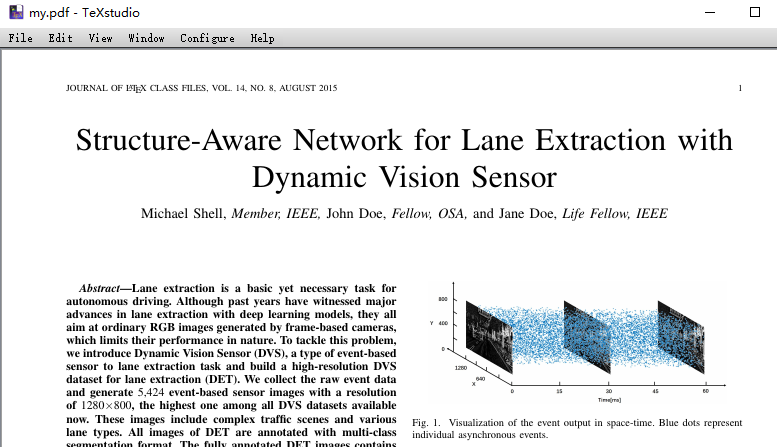 my.pdf - TeXstudio
File Edit View Window Configure Help
JOURNAL OF LATEX CLASS FILES, VOL. 14, NO. 8, AUGUST 2015 1
Structure-Aware Network for Lane Extraction with
Dynamic Vision Sensor
Michael Shell, Member, IEEE, John Doe, Fellow, OSA, and Jane Doe, Life Fellow, IEEE
Abstract—Lane extraction is a basic yet necessary task for
autonomous driving. Although past years have witnessed major
advances in lane extraction with deep learning models, they all
aim at ordinary RGB images generated by frame-based cameras,
which limits their performance in nature. To tackle this problem,
we introduce Dynamic Vision Sensor (DVS), a type of event-based
sensor to lane extraction task and build a high-resolution DVS
dataset for lane extraction (DET). We collect the raw event data
and generate 5,424 event-based sensor images with a resolution
of 1280×800, the highest one among all DVS datasets available
now. These images include complex traffic scenes and various
lane types. All images of DET are annotated with multi-class
segmentation format. The fully annotated DET images contains
800
Y 400
0
1280
X 640
0 15 30 45 60
Time[ms]
Fig. 1. Visualization of the event output in space-time. Blue dots represent
individual asynchronous events.